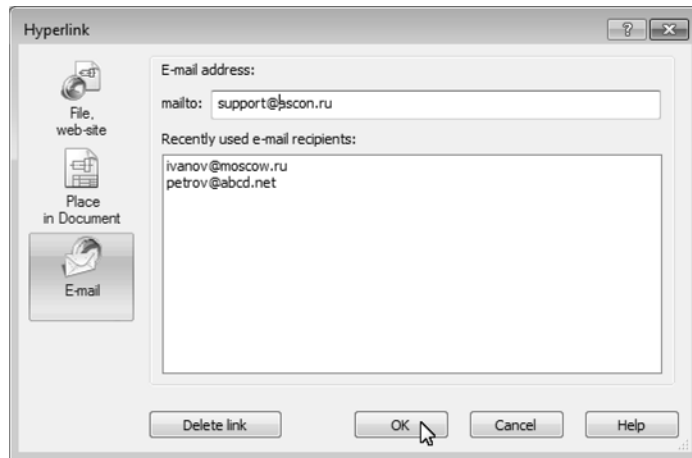 Hyperlink
File,
web-site
Place
in Document
E-mail
E-mail address:
mailto: support@ascon.ru
Recently used e-mail recipients:
ivanov@moscow.ru
petrov@abcd.net
Delete link OK Cancel Help